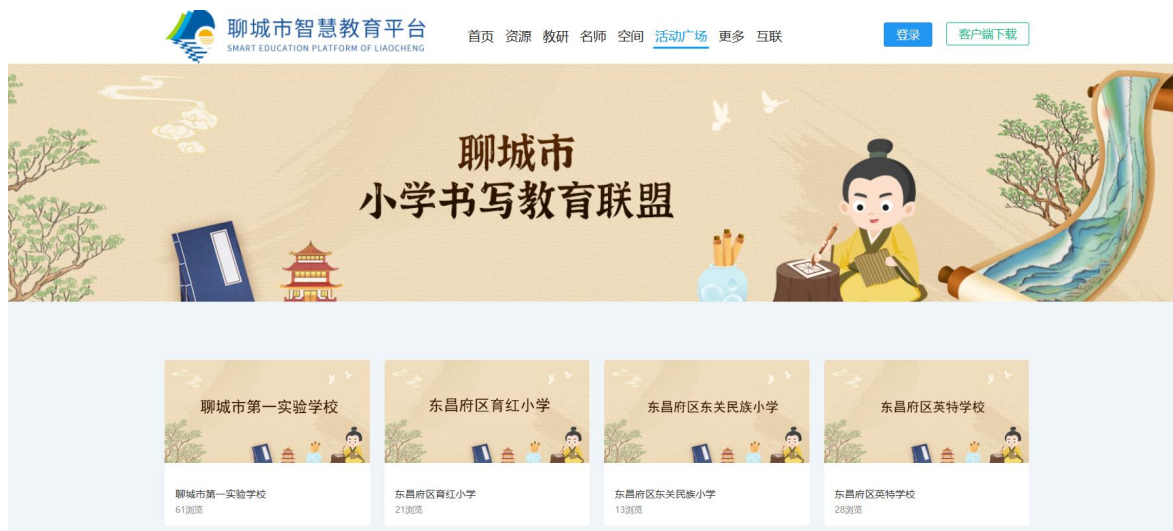 聊城市智慧教育平台
SMART EDUCATION PLATFORM OF LIAOCHENG
首页 资源 教研 名师 空间 活动广场 更多 互联
登录
客户端下载
聊城市
小学书写教育联盟
聊城市第一实验学校
东昌府区育红小学
东昌府区东关民族小学
东昌府区英特学校
聊城市第一实验学校
61浏览
东昌府区育红小学
21浏览
东昌府区东关民族小学
13浏览
东昌府区英特学校
28浏览